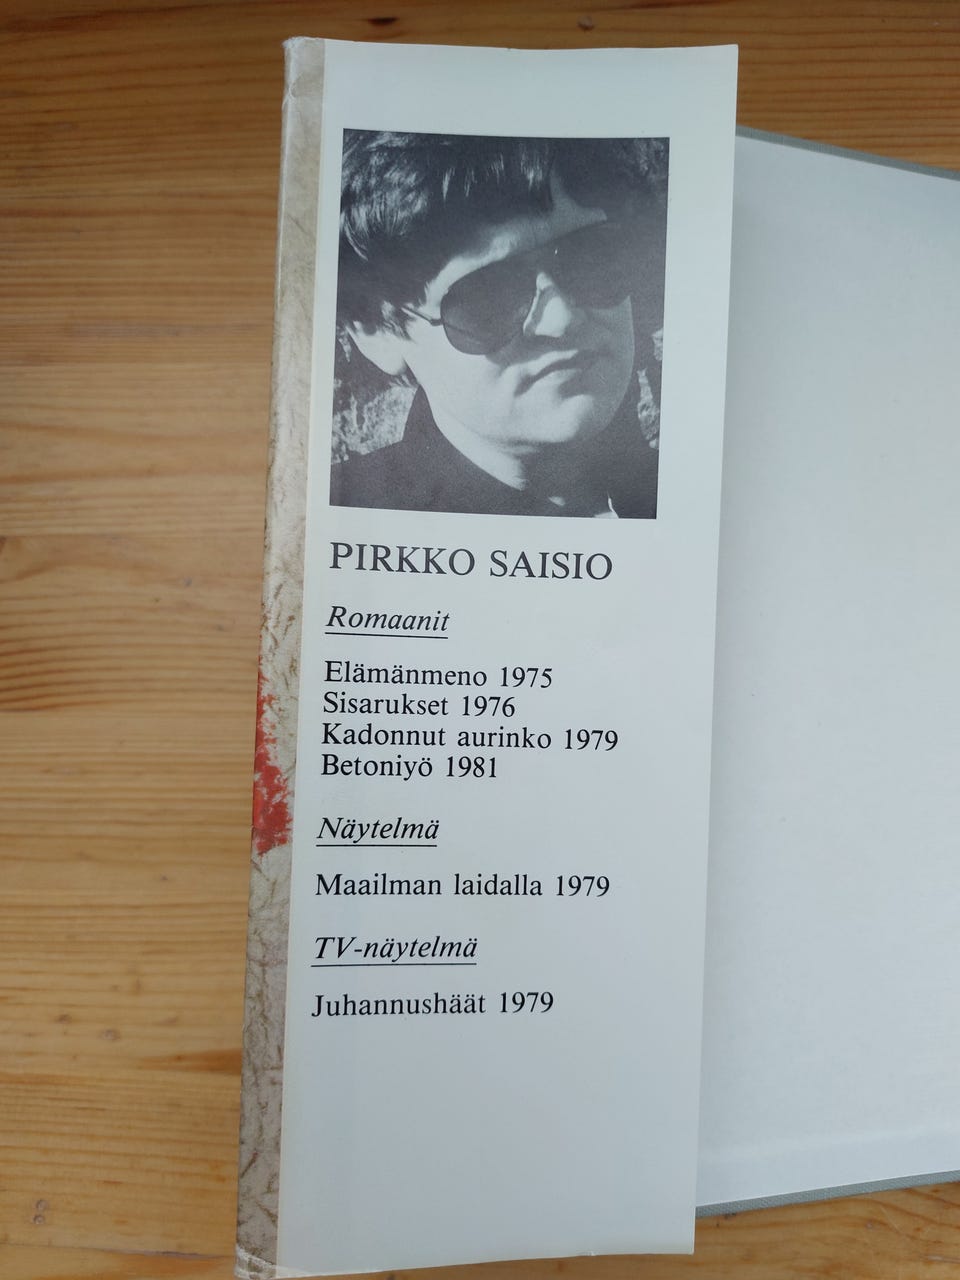 PIRKKO SAISIO
Romaanit
Elämänmeno 1975
Sisarukset 1976
Kadonnut aurinko 1979
Betoniyö 1981
Näytelmä
Maailman laidalla 1979
TV-näytelmä
Juhannushäät 1979